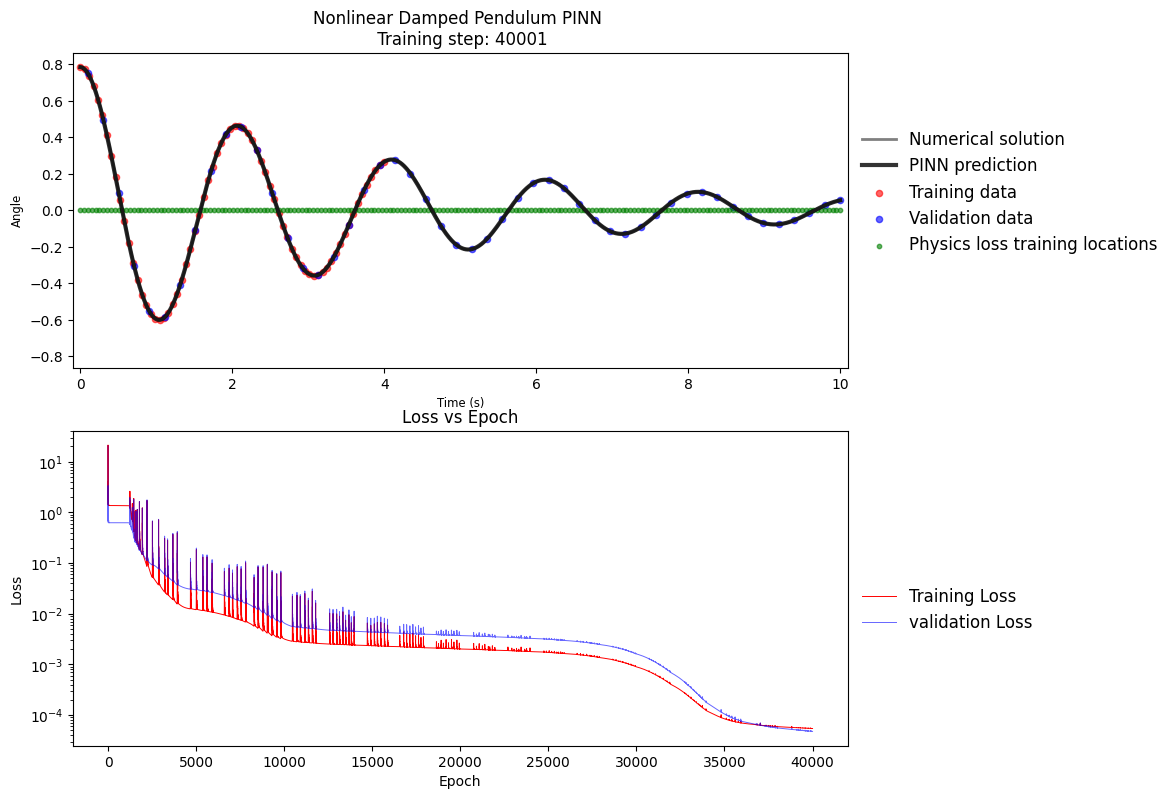 Nonlinear Damped Pendulum PINN
Training step: 40001
0.8
0.6
0.4
0.2
0.0
−0.2
−0.4
−0.6
−0.8
Angle
0 2 4 6 8 10
Time (s)
Numerical solution
PINN prediction
Training data
Validation data
Physics loss training locations
Loss vs Epoch
10¹
10⁰
10⁻¹
10⁻²
10⁻³
10⁻⁴
Loss
0 5000 10000 15000 20000 25000 30000 35000 40000
Epoch
Training Loss
validation Loss